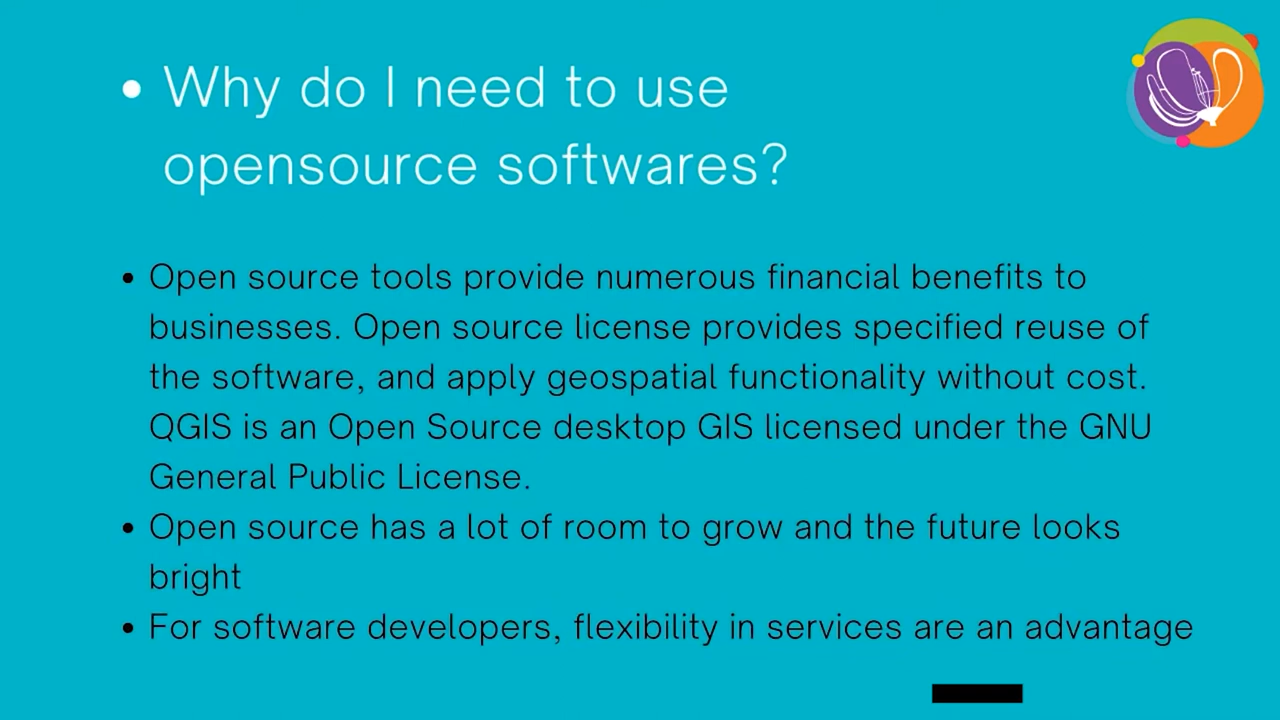 • Why do I need to use
opensource softwares?
• Open source tools provide numerous financial benefits to
businesses. Open source license provides specified reuse of
the software, and apply geospatial functionality without cost.
QGIS is an Open Source desktop GIS licensed under the GNU
General Public License.
• Open source has a lot of room to grow and the future looks
bright
• For software developers, flexibility in services are an advantage